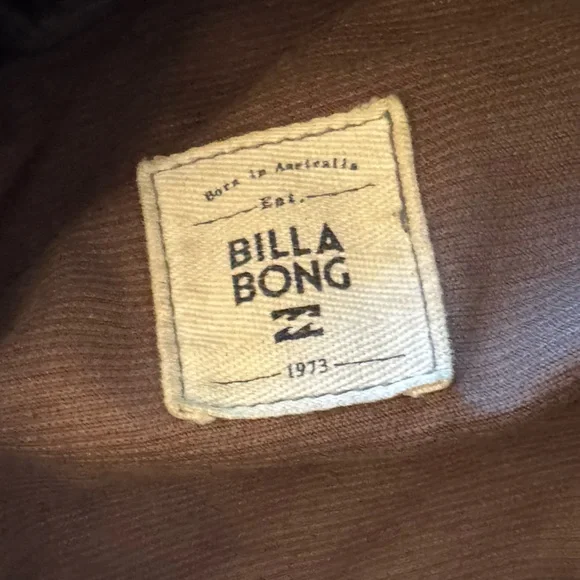 Born in Australia
Est.
BILLA
BONG
1973